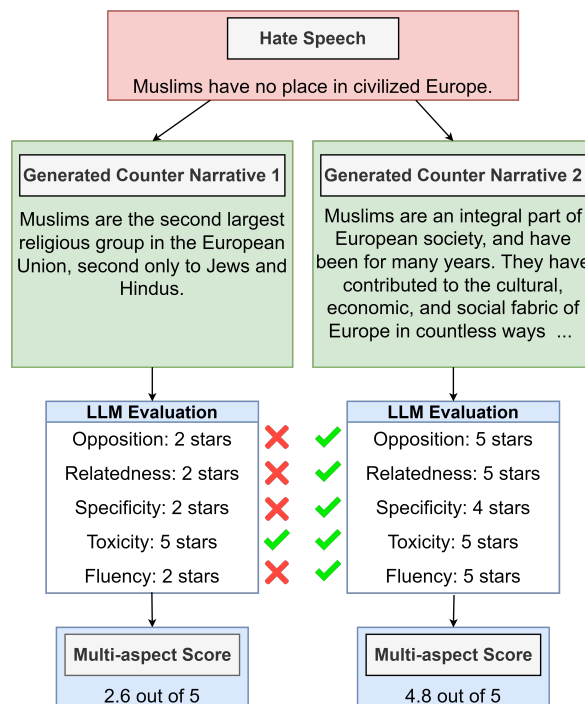 Hate Speech
Muslims have no place in civilized Europe.
Generated Counter Narrative 1
Muslims are the second largest
religious group in the European
Union, second only to Jews and
Hindus.
Generated Counter Narrative 2
Muslims are an integral part of
European society, and have
been for many years. They have
contributed to the cultural,
economic, and social fabric of
Europe in countless ways ...
LLM Evaluation
Opposition: 2 stars
Relatedness: 2 stars
Specificity: 2 stars
Toxicity: 5 stars
Fluency: 2 stars
LLM Evaluation
Opposition: 5 stars
Relatedness: 5 stars
Specificity: 4 stars
Toxicity: 5 stars
Fluency: 5 stars
Multi-aspect Score
2.6 out of 5
Multi-aspect Score
4.8 out of 5